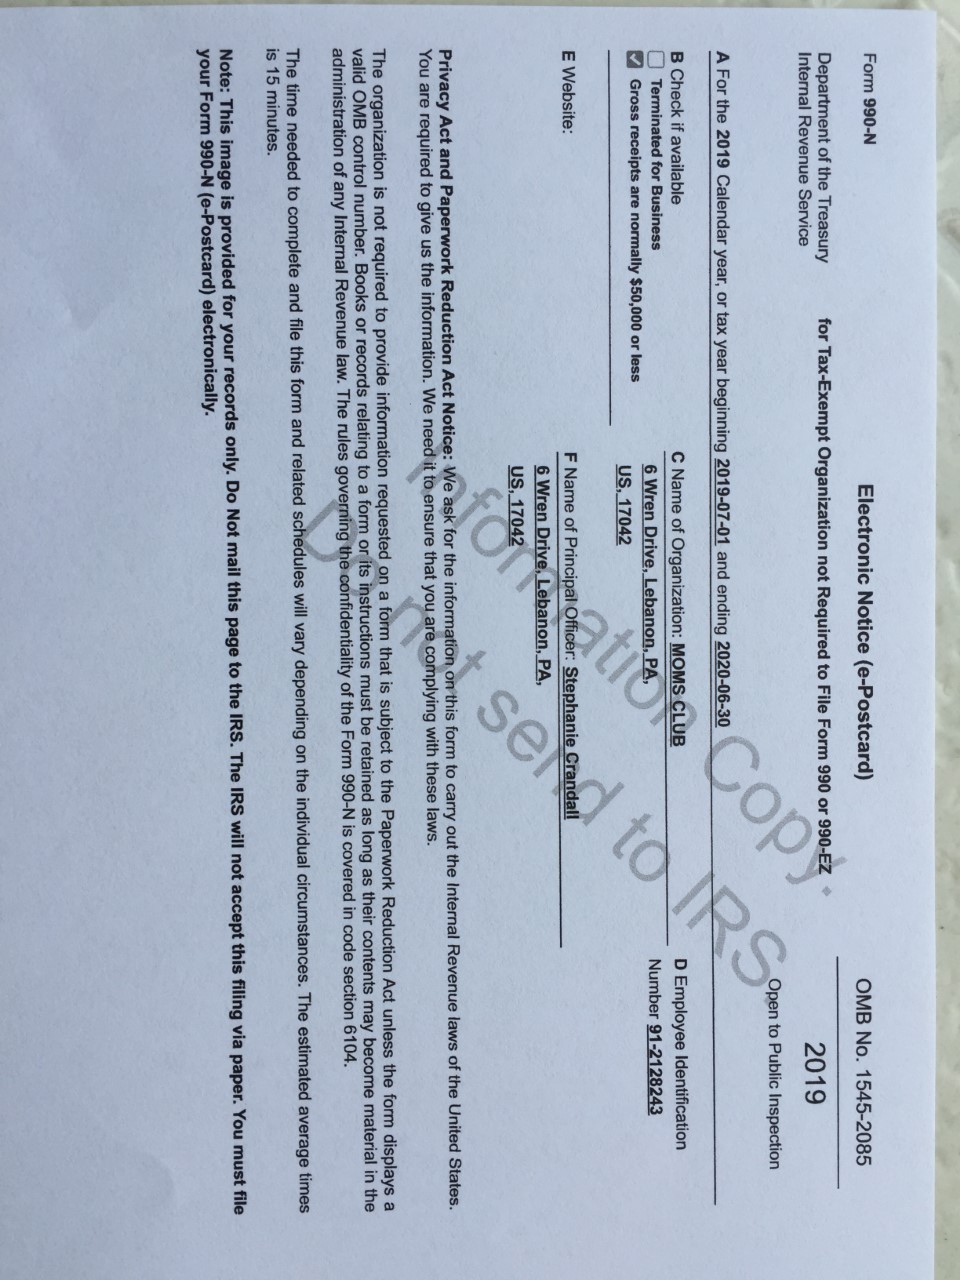 Form 990-N
Electronic Notice (e-Postcard)
OMB No. 1545-2085
Department of the Treasury
Internal Revenue Service
for Tax-Exempt Organization not Required to File Form 990 or 990-EZ
2019
Open to Public Inspection
A For the 2019 Calendar year, or tax year beginning 2019-07-01 and ending 2020-06-30
B Check if available
Terminated for Business
Gross receipts are normally $50,000 or less
C Name of Organization: MOMS CLUB
6 Wren Drive, Lebanon, PA,
US, 17042
D Employee Identification
Number 91-2128243
E Website:
F Name of Principal Officer: Stephanie Crandall
6 Wren Drive, Lebanon, PA,
US, 17042
Privacy Act and Paperwork Reduction Act Notice: We ask for the information on this form to carry out the Internal Revenue laws of the United States.
You are required to give us the information. We need it to ensure that you are complying with these laws.
The organization is not required to provide information requested on a form that is subject to the Paperwork Reduction Act unless the form displays a
valid OMB control number. Books or records relating to a form or its instructions must be retained as long as their contents may become material in the
administration of any Internal Revenue law. The rules governing the confidentiality of the Form 990-N is covered in code section 6104.
The time needed to complete and file this form and related schedules will vary depending on the individual circumstances. The estimated average times
is 15 minutes.
Note: This image is provided for your records only. Do Not mail this page to the IRS. The IRS will not accept this filing via paper. You must file
your Form 990-N (e-Postcard) electronically.
Information Copy.
Do not send to IRS.